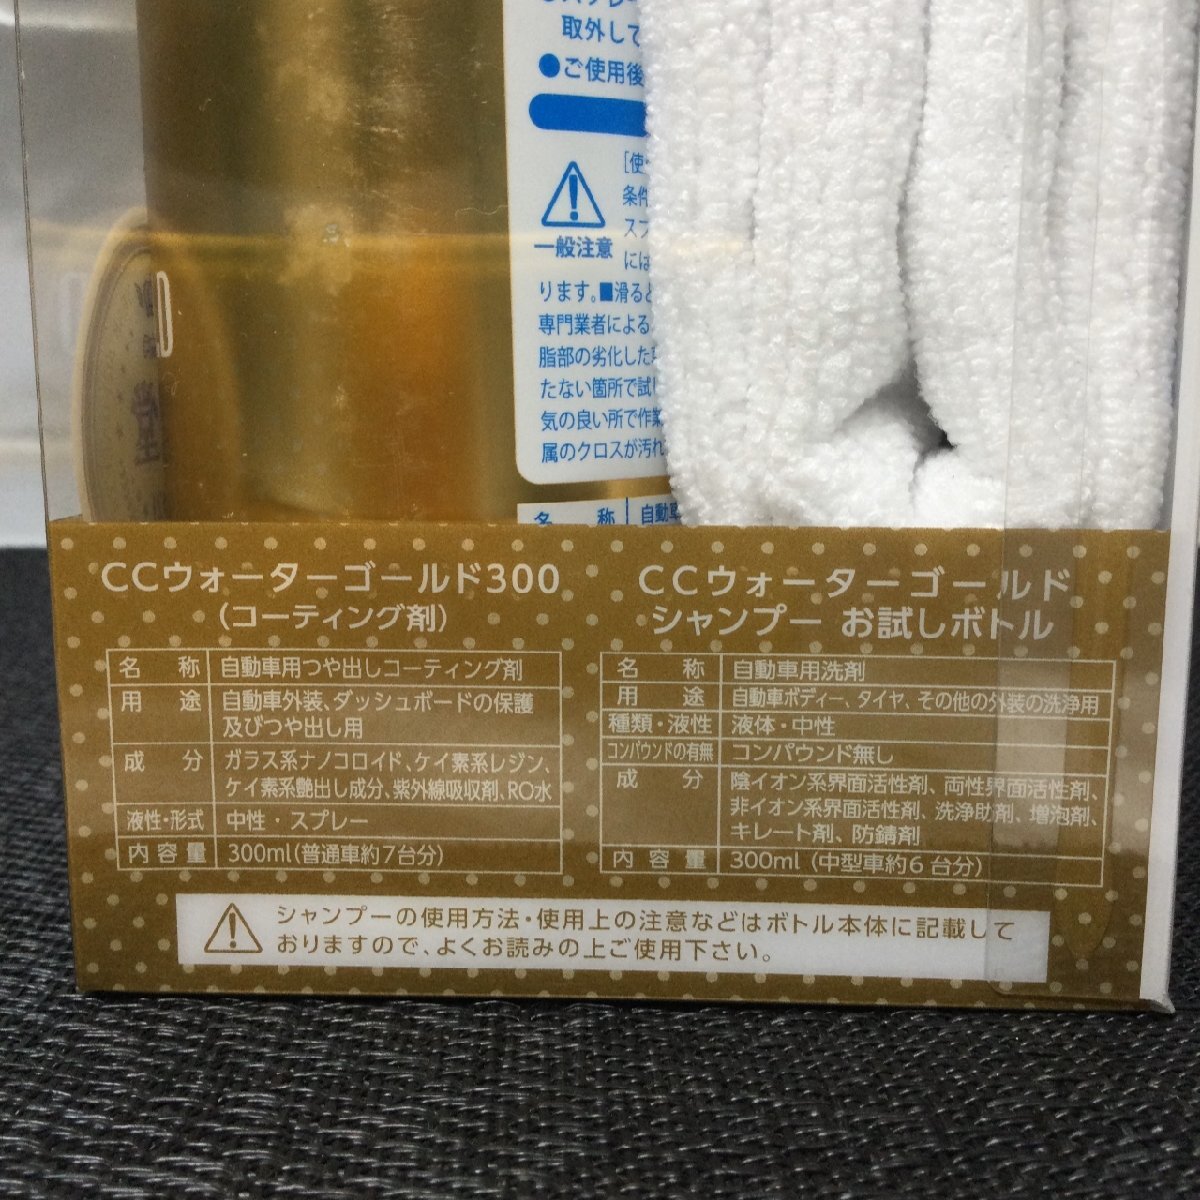 取外して
●ご使用後
一般注意
ります。■滑ると
専門業者による
脂部の劣化した
たない箇所で試し
気の良い所で作業
属のクロスが汚れ
名 称 自動車
CCウォーターゴールド300
(コーティング剤)
名 称 自動車用つや出しコーティング剤
用 途 自動車外装、ダッシュボードの保護
及びつや出し用
成 分 ガラス系ナノコロイド、ケイ素系レジン、
ケイ素系艶出し成分、紫外線吸収剤、RO水
液性・形式 中性・スプレー
内容量 300ml(普通車約7台分)
CCウォーターゴールド
シャンプー お試しボトル
名 称 自動車用洗剤
用 途 自動車ボディー、タイヤ、その他の外装の洗浄用
種類・液性 液体・中性
コンパウンドの有無 コンパウンド無し
成 分 陰イオン系界面活性剤、両性界面活性剤、
非イオン系界面活性剤、洗浄助剤、増泡剤、
キレート剤、防錆剤
内容量 300ml (中型車約6台分)
シャンプーの使用方法・使用上の注意などはボトル本体に記載して
おりますので、よくお読みの上ご使用下さい。